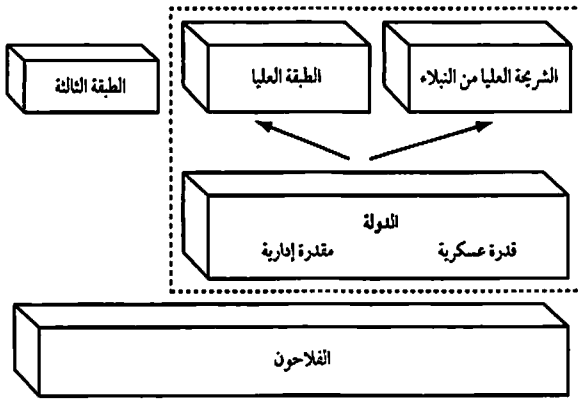 الشريحة العليا من النبلاء
الطبقة العليا
الطبقة الثالثة
الدولة
قدرة عسكرية
مقدرة إدارية
الفلاحون